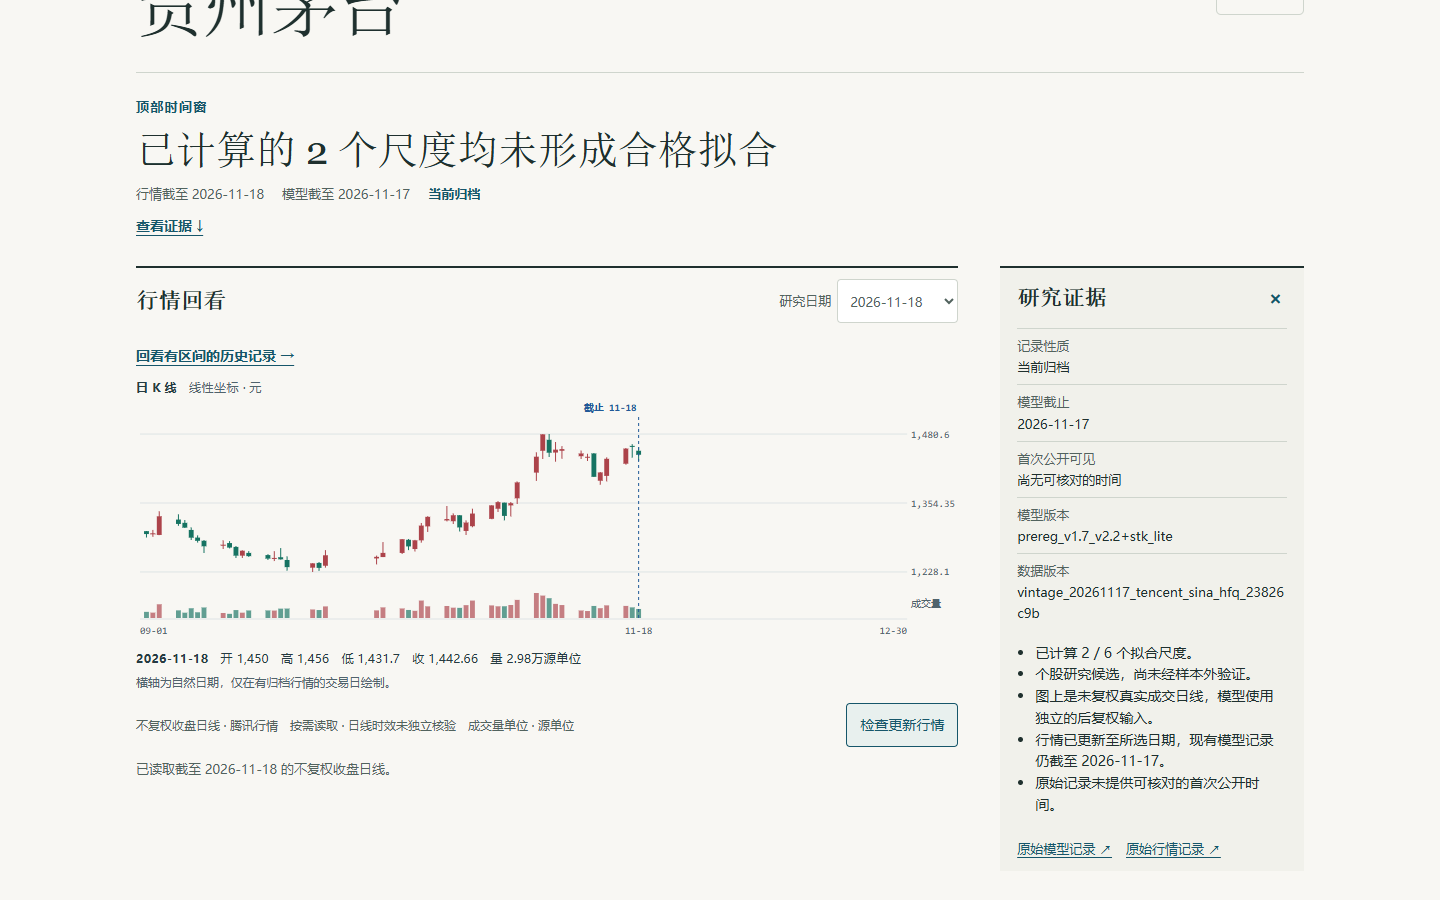 贵州茅台
顶部时间窗
已计算的 2 个尺度均未形成合格拟合
行情截至 2026-11-18 模型截至 2026-11-17 当前归档
查看证据 ↓
行情回看
研究日期 2026-11-18
回看有区间的历史记录 →
日 K 线 线性坐标 · 元
截止 11-18
1,480.6
1,354.35
1,228.1
成交量
09-01 11-18 12-30
2026-11-18 开 1,450 高 1,456 低 1,431.7 收 1,442.66 量 2.98万源单位
横轴为自然日期，仅在有归档行情的交易日绘制。
不复权收盘日线 · 腾讯行情 按需读取 · 日线时效未独立核验 成交量单位 · 源单位
检查更新行情
已读取截至 2026-11-18 的不复权收盘日线。
研究证据 ×
记录性质
当前归档
模型截止
2026-11-17
首次公开可见
尚无可核对的时间
模型版本
prereg_v1.7_v2.2+stk_lite
数据版本
vintage_20261117_tencent_sina_hfq_23826
c9b
• 已计算 2 / 6 个拟合尺度。
• 个股研究候选，尚未经样本外验证。
• 图上是未复权真实成交日线，模型使用
独立的后复权输入。
• 行情已更新至所选日期，现有模型记录
仍截至 2026-11-17。
• 原始记录未提供可核对的首次公开时
间。
原始模型记录 ↗ 原始行情记录 ↗